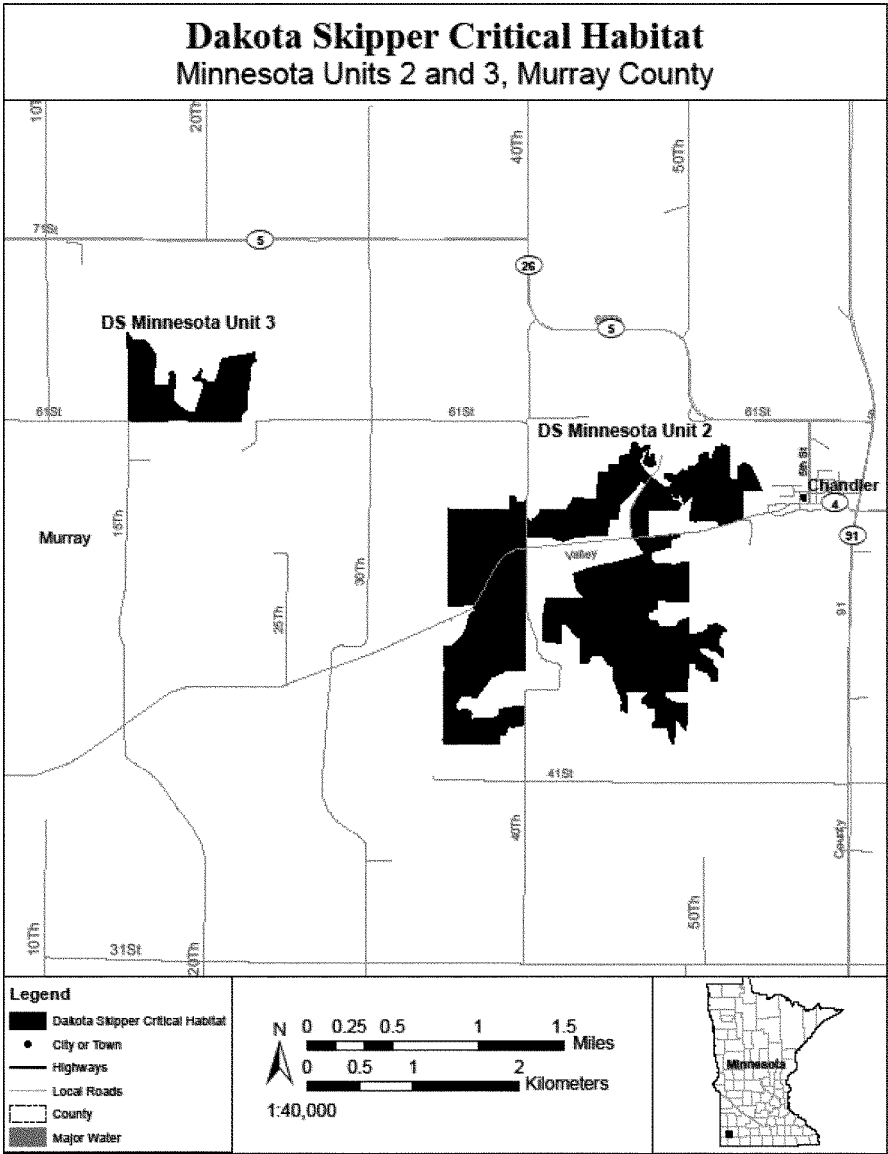 Dakota Skipper Critical Habitat
Minnesota Units 2 and 3, Murray County
20Th
40Th
50Th
71St
5
26
DS Minnesota Unit 3
5
61St
61St
61St
DS Minnesota Unit 2
5th St
Chandler
4
15Th
Murray
91
Valley
30Th
25Th
91
41St
40Th
County
50Th
10Th
31St
20Th
Legend
Dakota Skipper Critical Habitat
City or Town
Highways
Local Roads
County
Major Water
N
0 0.25 0.5 1 1.5
Miles
0 0.5 1 2
Kilometers
1:40,000
Minnesota